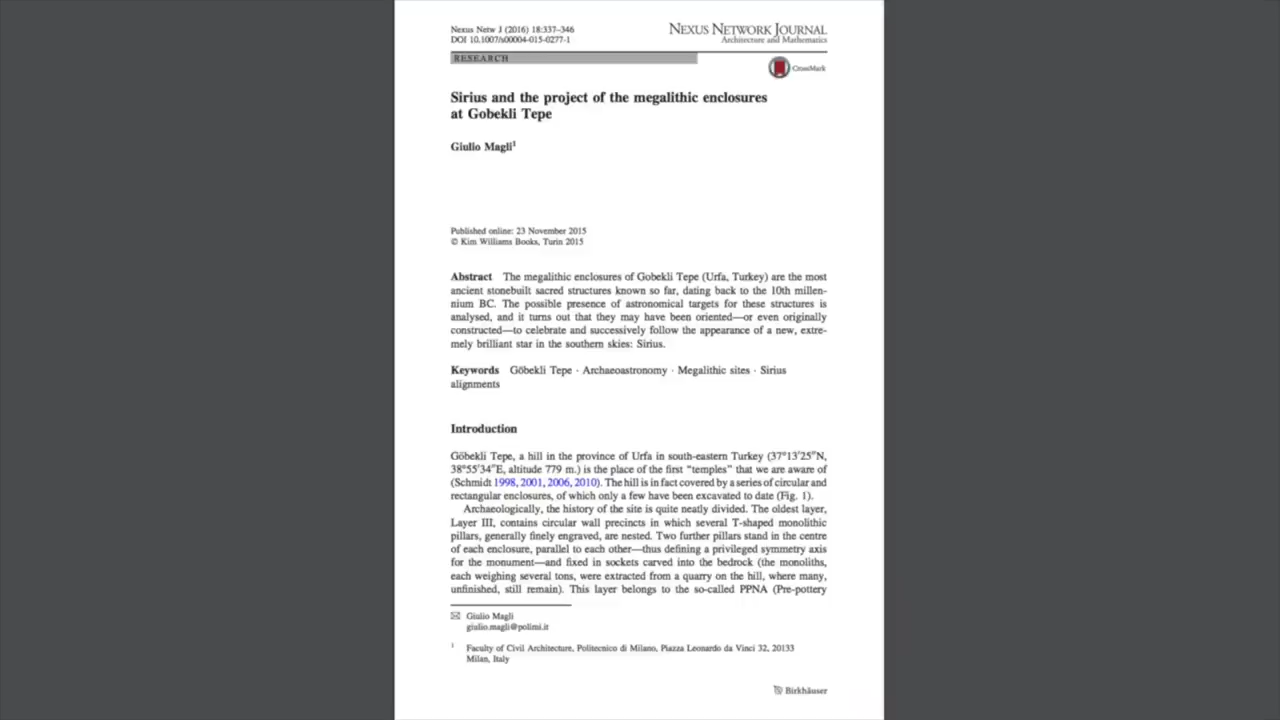 Nexus Netw J (2016) 18:337–346
DOI 10.1007/s00004-015-0277-1
NEXUS NETWORK JOURNAL
Architecture and Mathematics
RESEARCH
CrossMark
Sirius and the project of the megalithic enclosures
at Gobekli Tepe
Giulio Magli¹
Published online: 23 November 2015
© Kim Williams Books, Turin 2015
Abstract The megalithic enclosures of Gobekli Tepe (Urfa, Turkey) are the most
ancient stonebuilt sacred structures known so far, dating back to the 10th millen-
nium BC. The possible presence of astronomical targets for these structures is
analysed, and it turns out that they may have been oriented—or even originally
constructed—to celebrate and successively follow the appearance of a new, extre-
mely brilliant star in the southern skies: Sirius.
Keywords Göbekli Tepe · Archaeoastronomy · Megalithic sites · Sirius
alignments
Introduction
Göbekli Tepe, a hill in the province of Urfa in south-eastern Turkey (37°13′25″N,
38°55′34″E, altitude 779 m.) is the place of the first “temples” that we are aware of
(Schmidt 1998, 2001, 2006, 2010). The hill is in fact covered by a series of circular and
rectangular enclosures, of which only a few have been excavated to date (Fig. 1).
Archaeologically, the history of the site is quite neatly divided. The oldest layer,
Layer III, contains circular wall precincts in which several T-shaped monolithic
pillars, generally finely engraved, are nested. Two further pillars stand in the centre
of each enclosure, parallel to each other—thus defining a privileged symmetry axis
for the monument—and fixed in sockets carved into the bedrock (the monoliths,
each weighing several tons, were extracted from a quarry on the hill, where many,
unfinished, still remain). This layer belongs to the so-called PPNA (Pre-pottery
✉ Giulio Magli
giulio.magli@polimi.it
¹ Faculty of Civil Architecture, Politecnico di Milano, Piazza Leonardo da Vinci 32, 20133
Milan, Italy
Birkhäuser